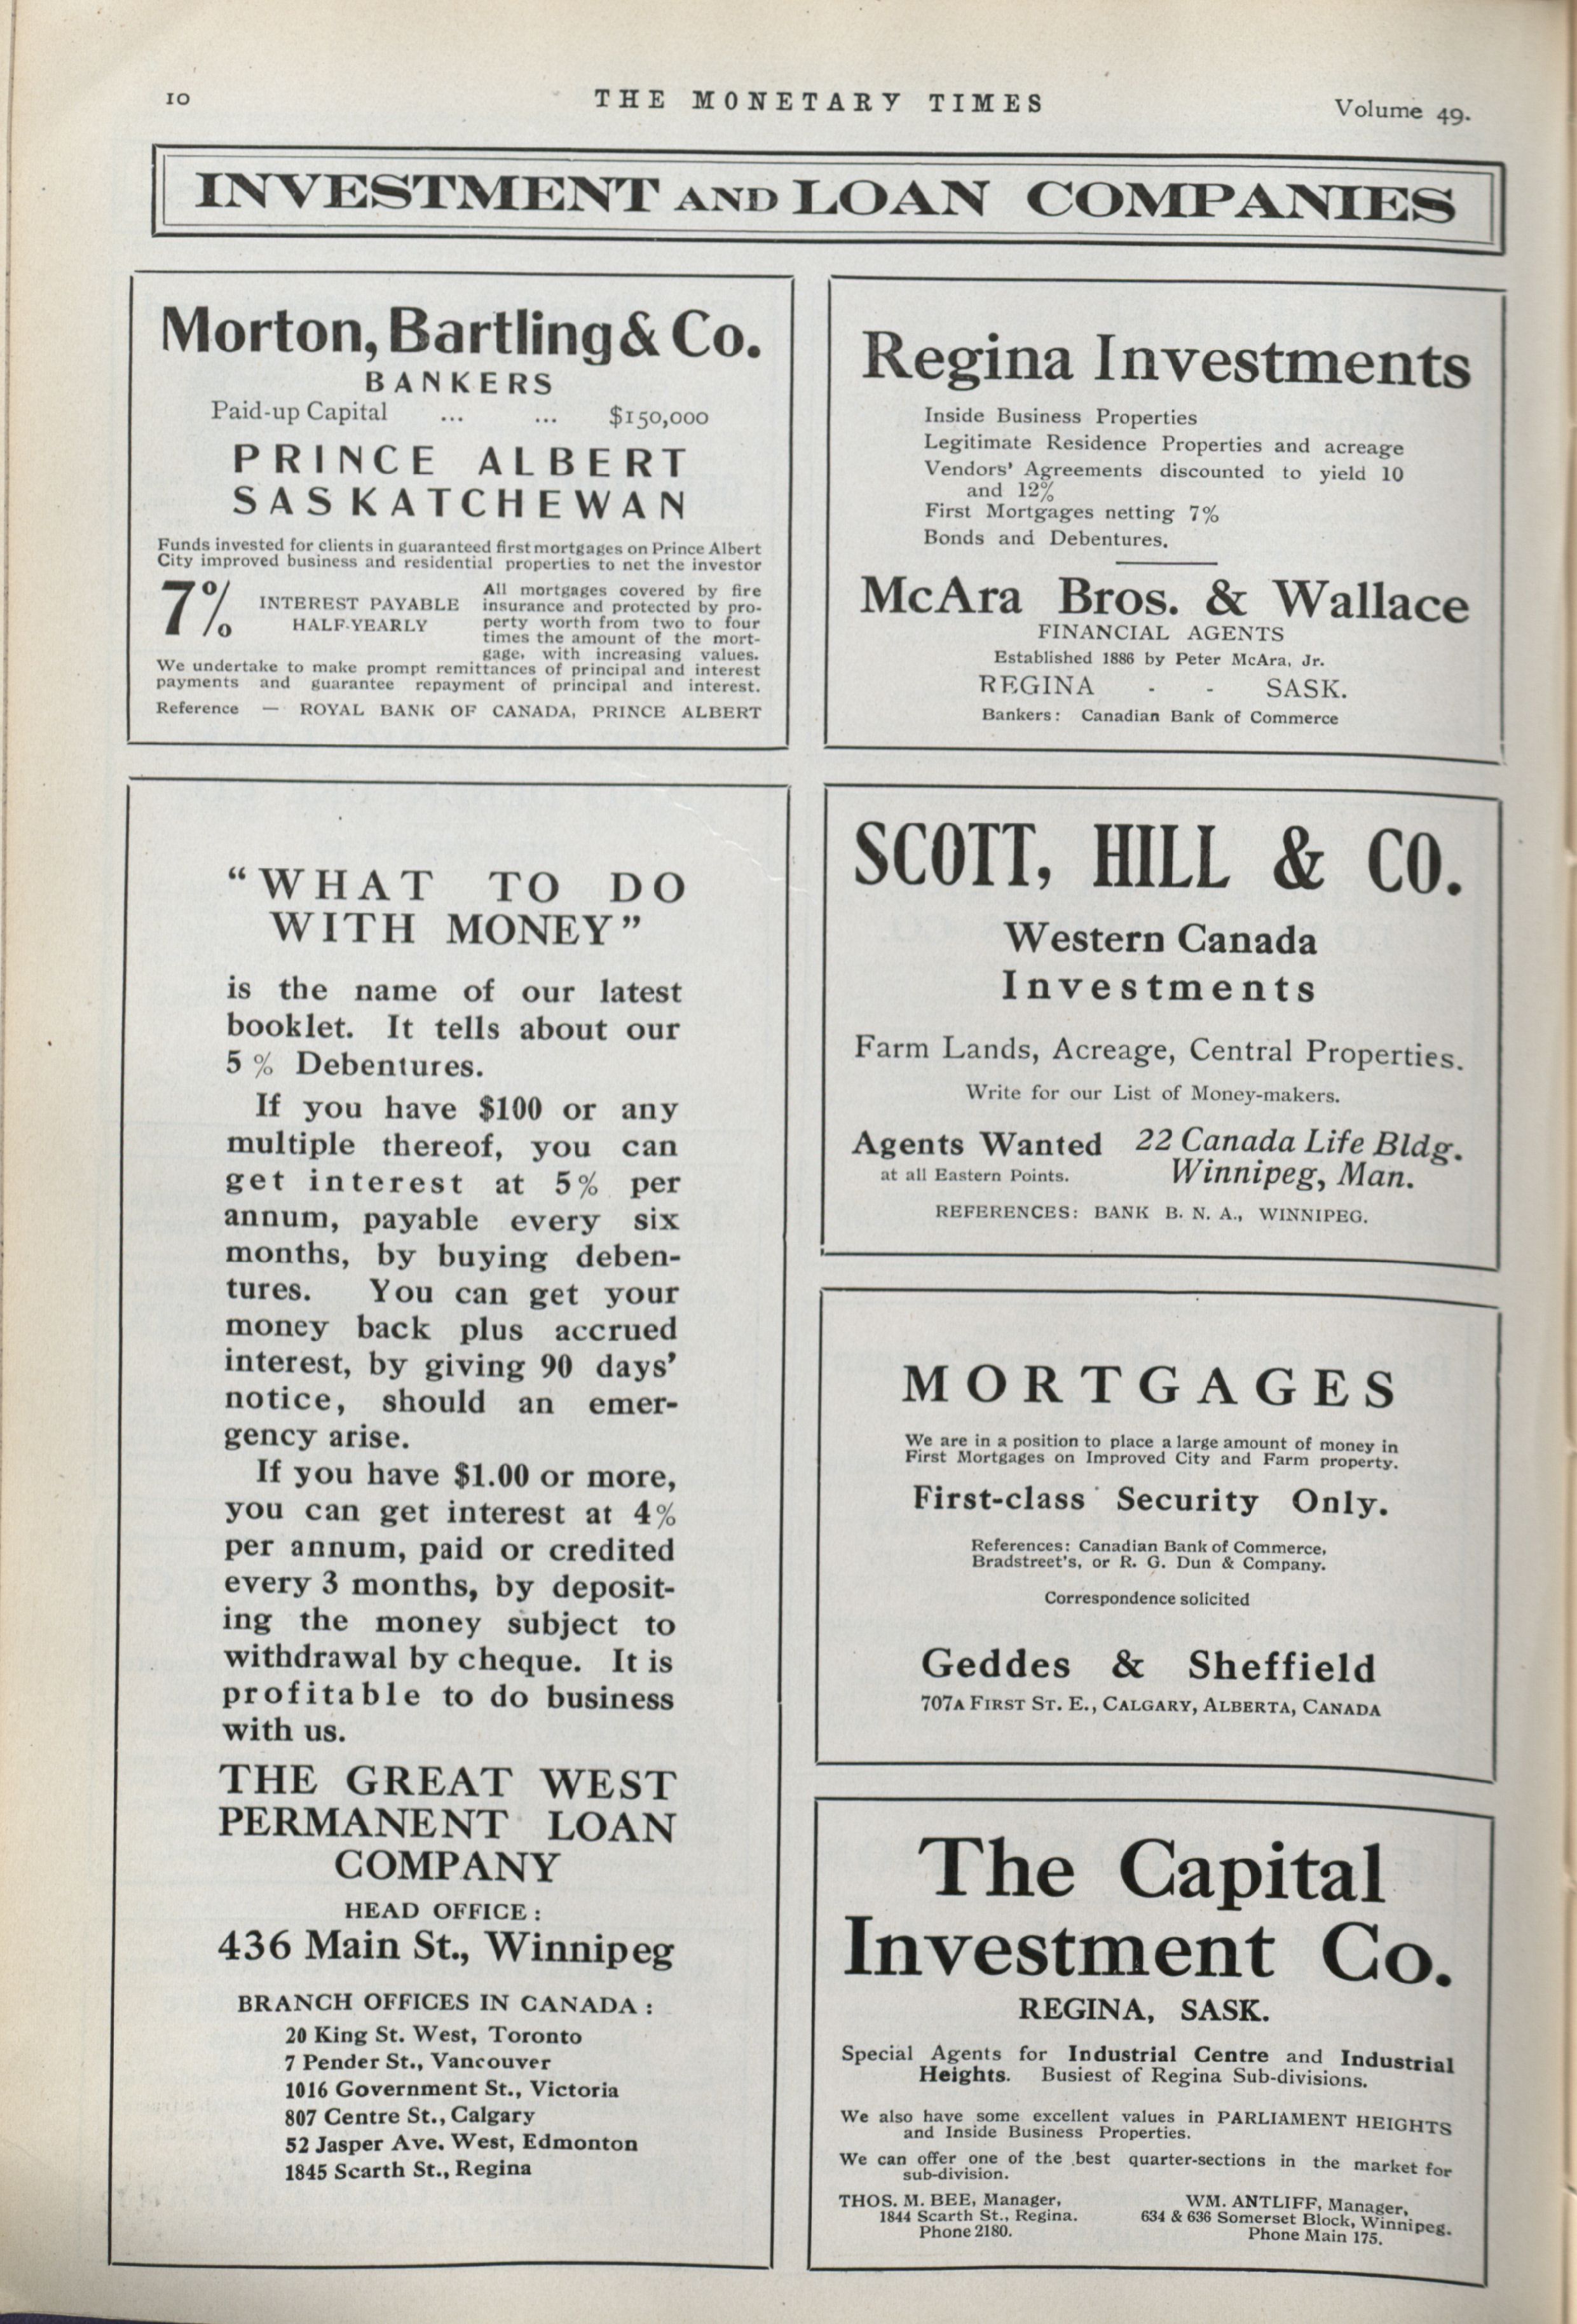 10
THE MONETARY TIMES
Volume 49.
INVESTMENT AND LOAN COMPANIES
Morton, Bartling & Co.
BANKERS
Paid-up Capital ... ... $150,000
PRINCE ALBERT
SASKATCHEWAN
Funds invested for clients in guaranteed first mortgages on Prince Albert
City improved business and residential properties to net the investor
7%
INTEREST PAYABLE
HALF-YEARLY
All mortgages covered by fire
insurance and protected by pro-
perty worth from two to four
times the amount of the mort-
gage, with increasing values.
We undertake to make prompt remittances of principal and interest
payments and guarantee repayment of principal and interest.
Reference — ROYAL BANK OF CANADA, PRINCE ALBERT
"WHAT TO DO
WITH MONEY"
is the name of our latest
booklet. It tells about our
5 % Debentures.
If you have $100 or any
multiple thereof, you can
get interest at 5% per
annum, payable every six
months, by buying deben-
tures. You can get your
money back plus accrued
interest, by giving 90 days'
notice, should an emer-
gency arise.
If you have $1.00 or more,
you can get interest at 4%
per annum, paid or credited
every 3 months, by deposit-
ing the money subject to
withdrawal by cheque. It is
profitable to do business
with us.
THE GREAT WEST
PERMANENT LOAN
COMPANY
HEAD OFFICE:
436 Main St., Winnipeg
BRANCH OFFICES IN CANADA:
20 King St. West, Toronto
7 Pender St., Vancouver
1016 Government St., Victoria
807 Centre St., Calgary
52 Jasper Ave. West, Edmonton
1845 Scarth St., Regina
Regina Investments
Inside Business Properties
Legitimate Residence Properties and acreage
Vendors' Agreements discounted to yield 10
and 12%
First Mortgages netting 7%
Bonds and Debentures.
McAra Bros. & Wallace
FINANCIAL AGENTS
Established 1886 by Peter McAra, Jr.
REGINA - - SASK.
Bankers: Canadian Bank of Commerce
SCOTT, HILL & CO.
Western Canada
Investments
Farm Lands, Acreage, Central Properties.
Write for our List of Money-makers.
Agents Wanted
at all Eastern Points.
22 Canada Life Bldg.
Winnipeg, Man.
REFERENCES: BANK B. N. A., WINNIPEG.
MORTGAGES
We are in a position to place a large amount of money in
First Mortgages on Improved City and Farm property.
First-class Security Only.
References: Canadian Bank of Commerce,
Bradstreet's, or R. G. Dun & Company.
Correspondence solicited
Geddes & Sheffield
707A FIRST ST. E., CALGARY, ALBERTA, CANADA
The Capital
Investment Co.
REGINA, SASK.
Special Agents for Industrial Centre and Industrial
Heights. Busiest of Regina Sub-divisions.
We also have some excellent values in PARLIAMENT HEIGHTS
and Inside Business Properties.
We can offer one of the best quarter-sections in the market for
sub-division.
THOS. M. BEE, Manager,
1844 Scarth St., Regina.
Phone 2180.
WM. ANTLIFF, Manager,
634 & 636 Somerset Block, Winnipeg.
Phone Main 175.